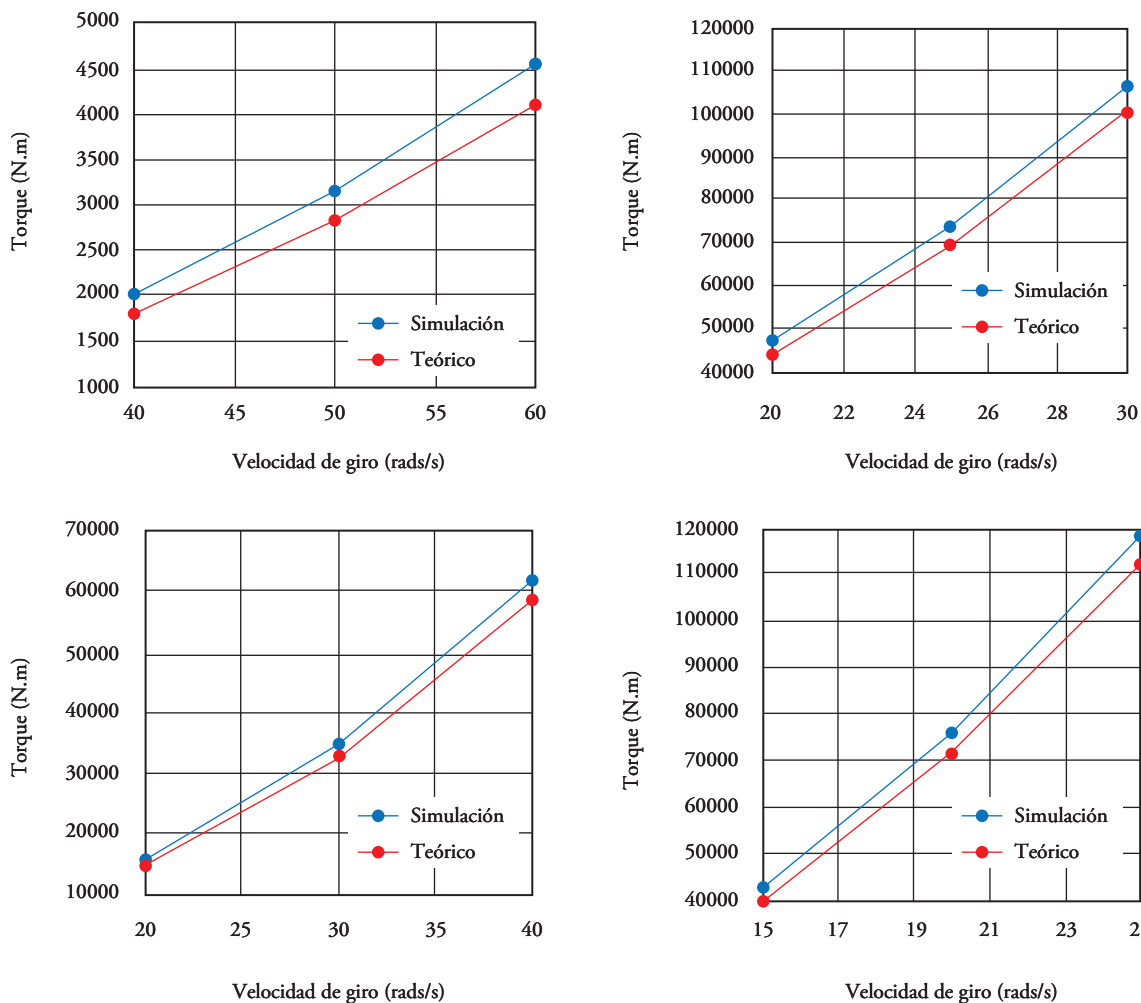 5000
4500
4000
3500
3000
2500
2000
1500
1000
Torque (N.m)
Simulación
Teórico
40 45 50 55 60
Velocidad de giro (rads/s)
120000
110000
100000
90000
80000
70000
60000
50000
40000
Torque (N.m)
Simulación
Teórico
20 22 24 26 28 30
Velocidad de giro (rads/s)
70000
60000
50000
40000
30000
20000
10000
Torque (N.m)
Simulación
Teórico
20 25 30 35 40
Velocidad de giro (rads/s)
120000
110000
100000
90000
80000
70000
60000
50000
40000
Torque (N.m)
Simulación
Teórico
15 17 19 21 23 2
Velocidad de giro (rads/s)